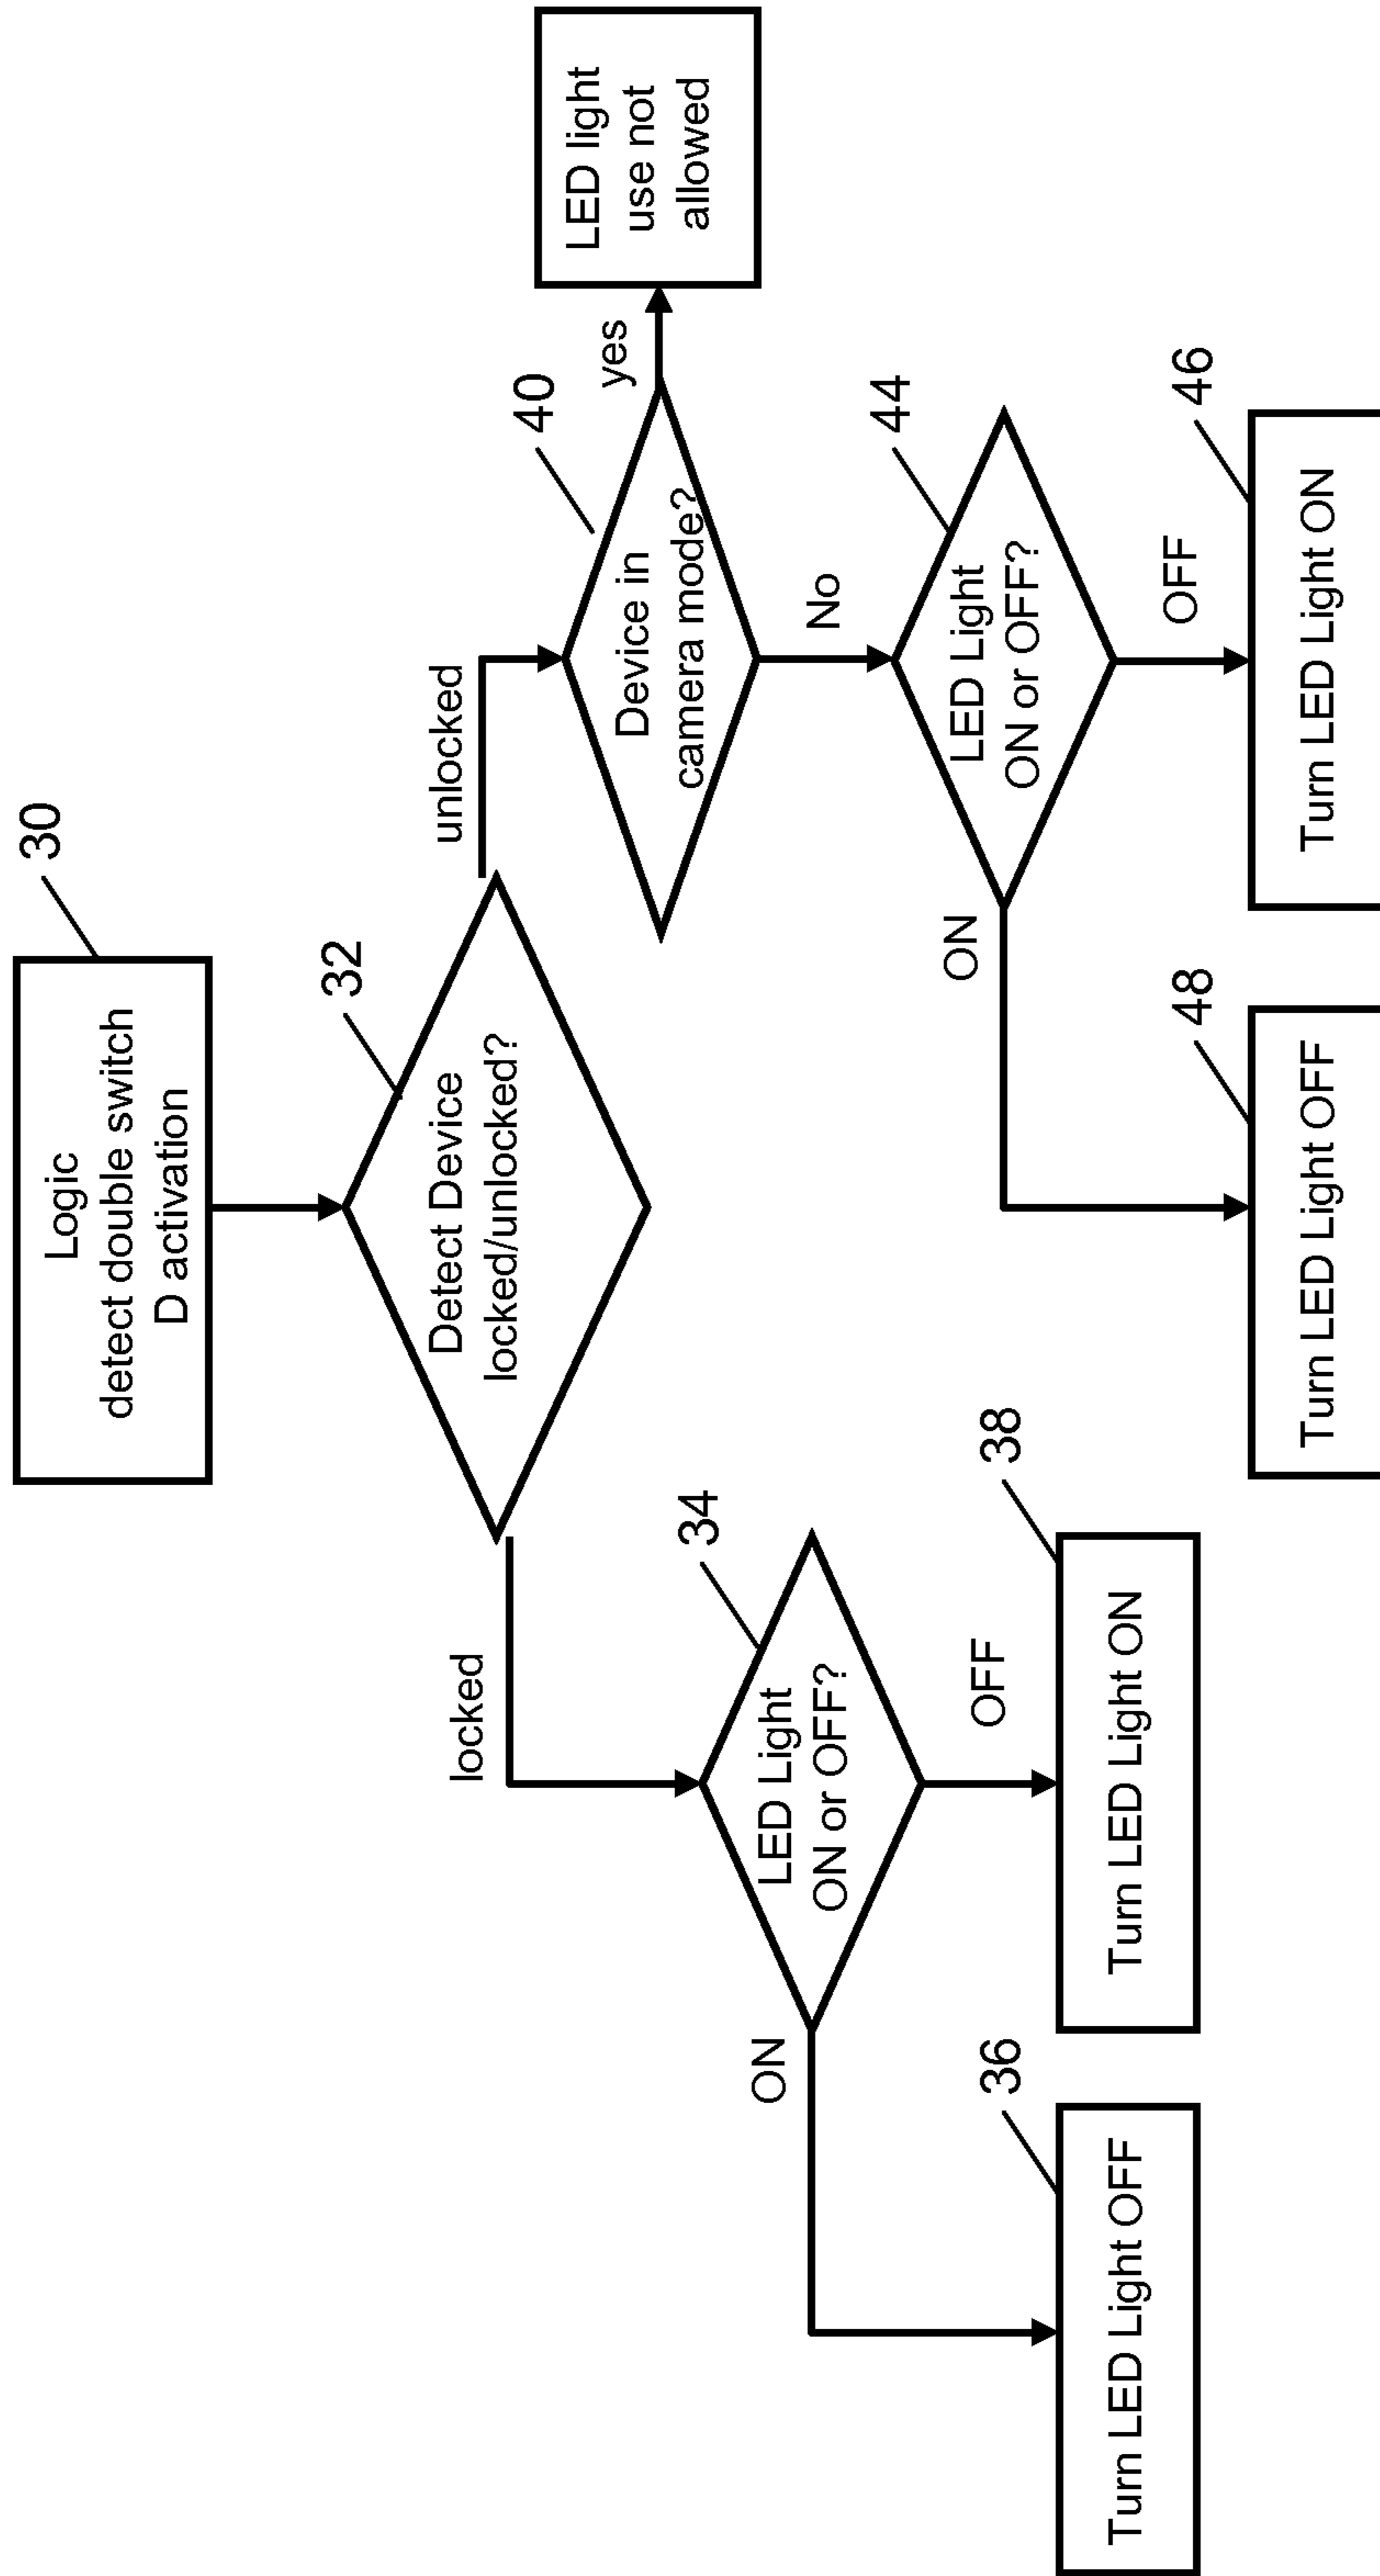 30
Logic
detect double switch
D activation
32
Detect Device
locked/unlocked?
locked
unlocked
34
LED Light
ON or OFF?
ON
OFF
36
Turn LED Light OFF
38
Turn LED Light ON
40
Device in
camera mode?
yes
LED light
use not
allowed
No
44
LED Light
ON or OFF?
ON
OFF
48
Turn LED Light OFF
46
Turn LED Light ON